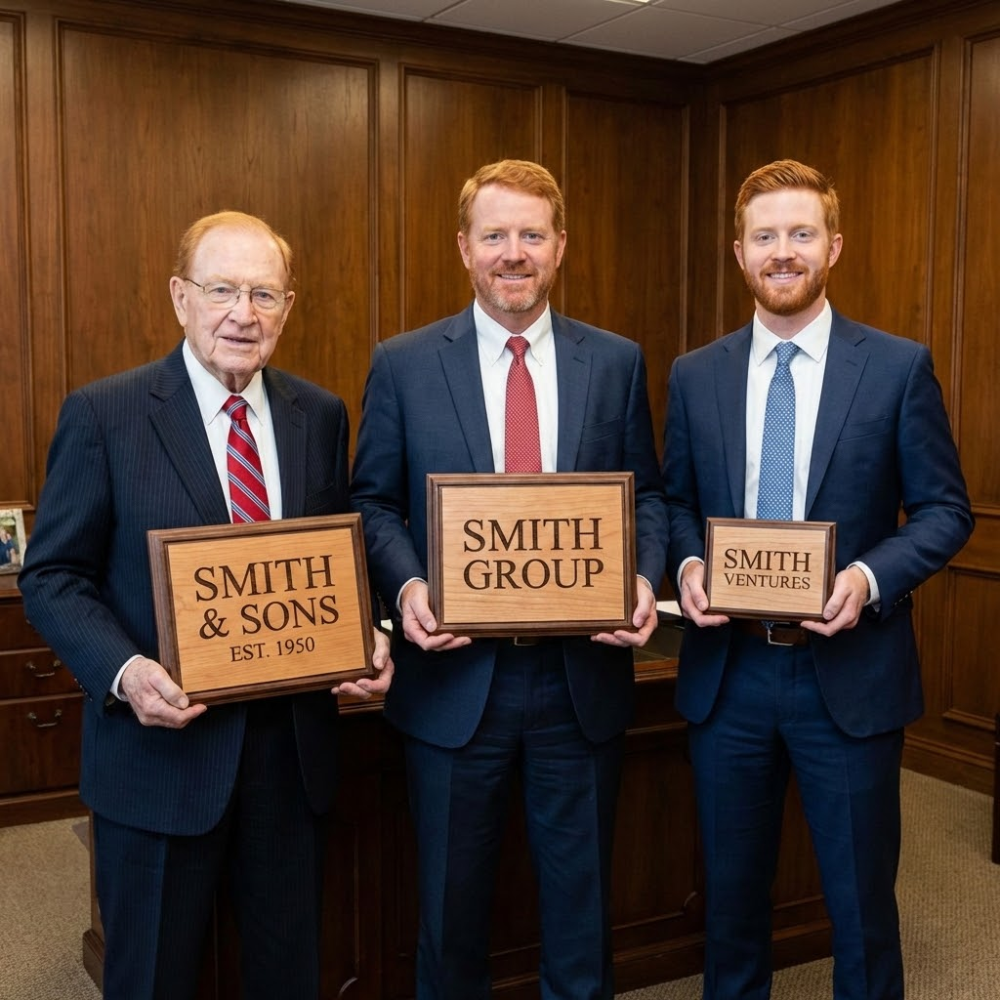 SMITH
& SONS
EST. 1950
SMITH
GROUP
SMITH
VENTURES